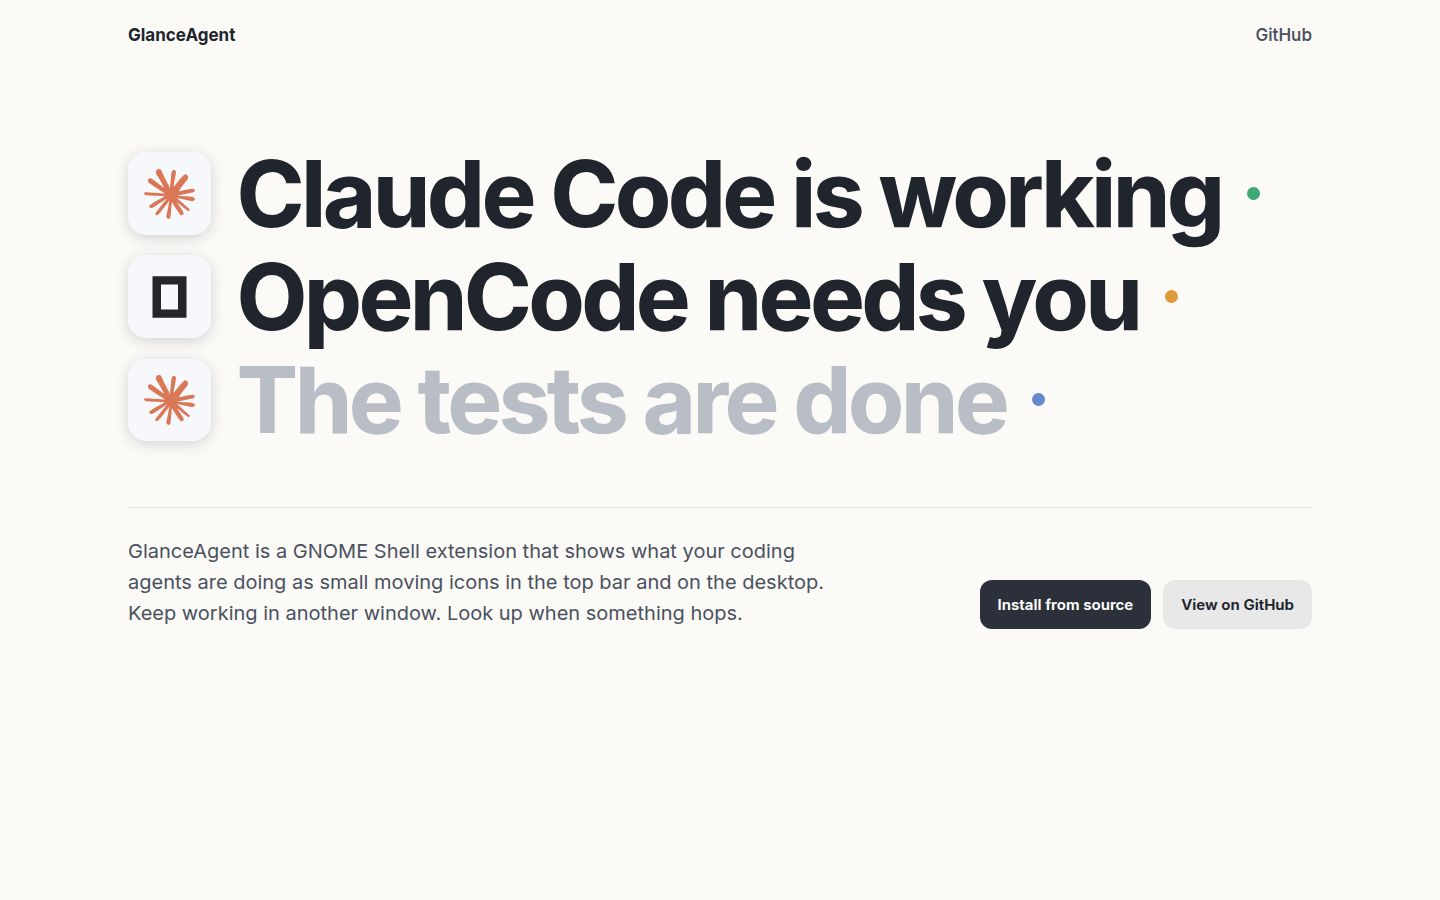 GlanceAgent
GitHub
Claude Code is working
OpenCode needs you
The tests are done
GlanceAgent is a GNOME Shell extension that shows what your coding
agents are doing as small moving icons in the top bar and on the desktop.
Keep working in another window. Look up when something hops.
Install from source
View on GitHub